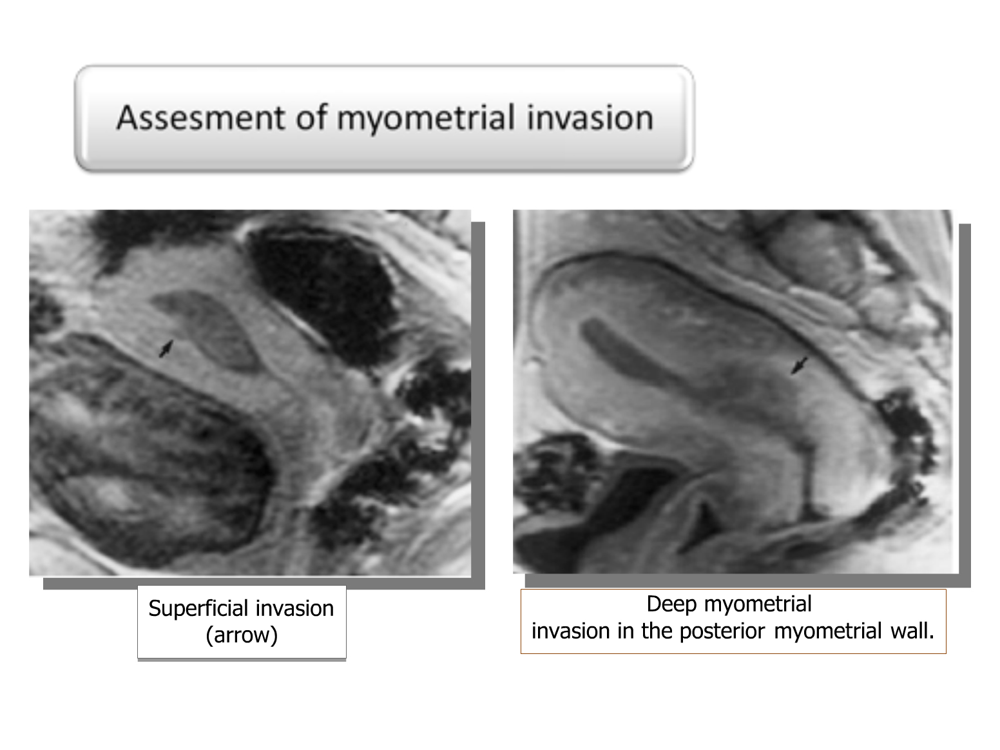 Assesment of myometrial invasion
Superficial invasion
(arrow)
Deep myometrial
invasion in the posterior myometrial wall.